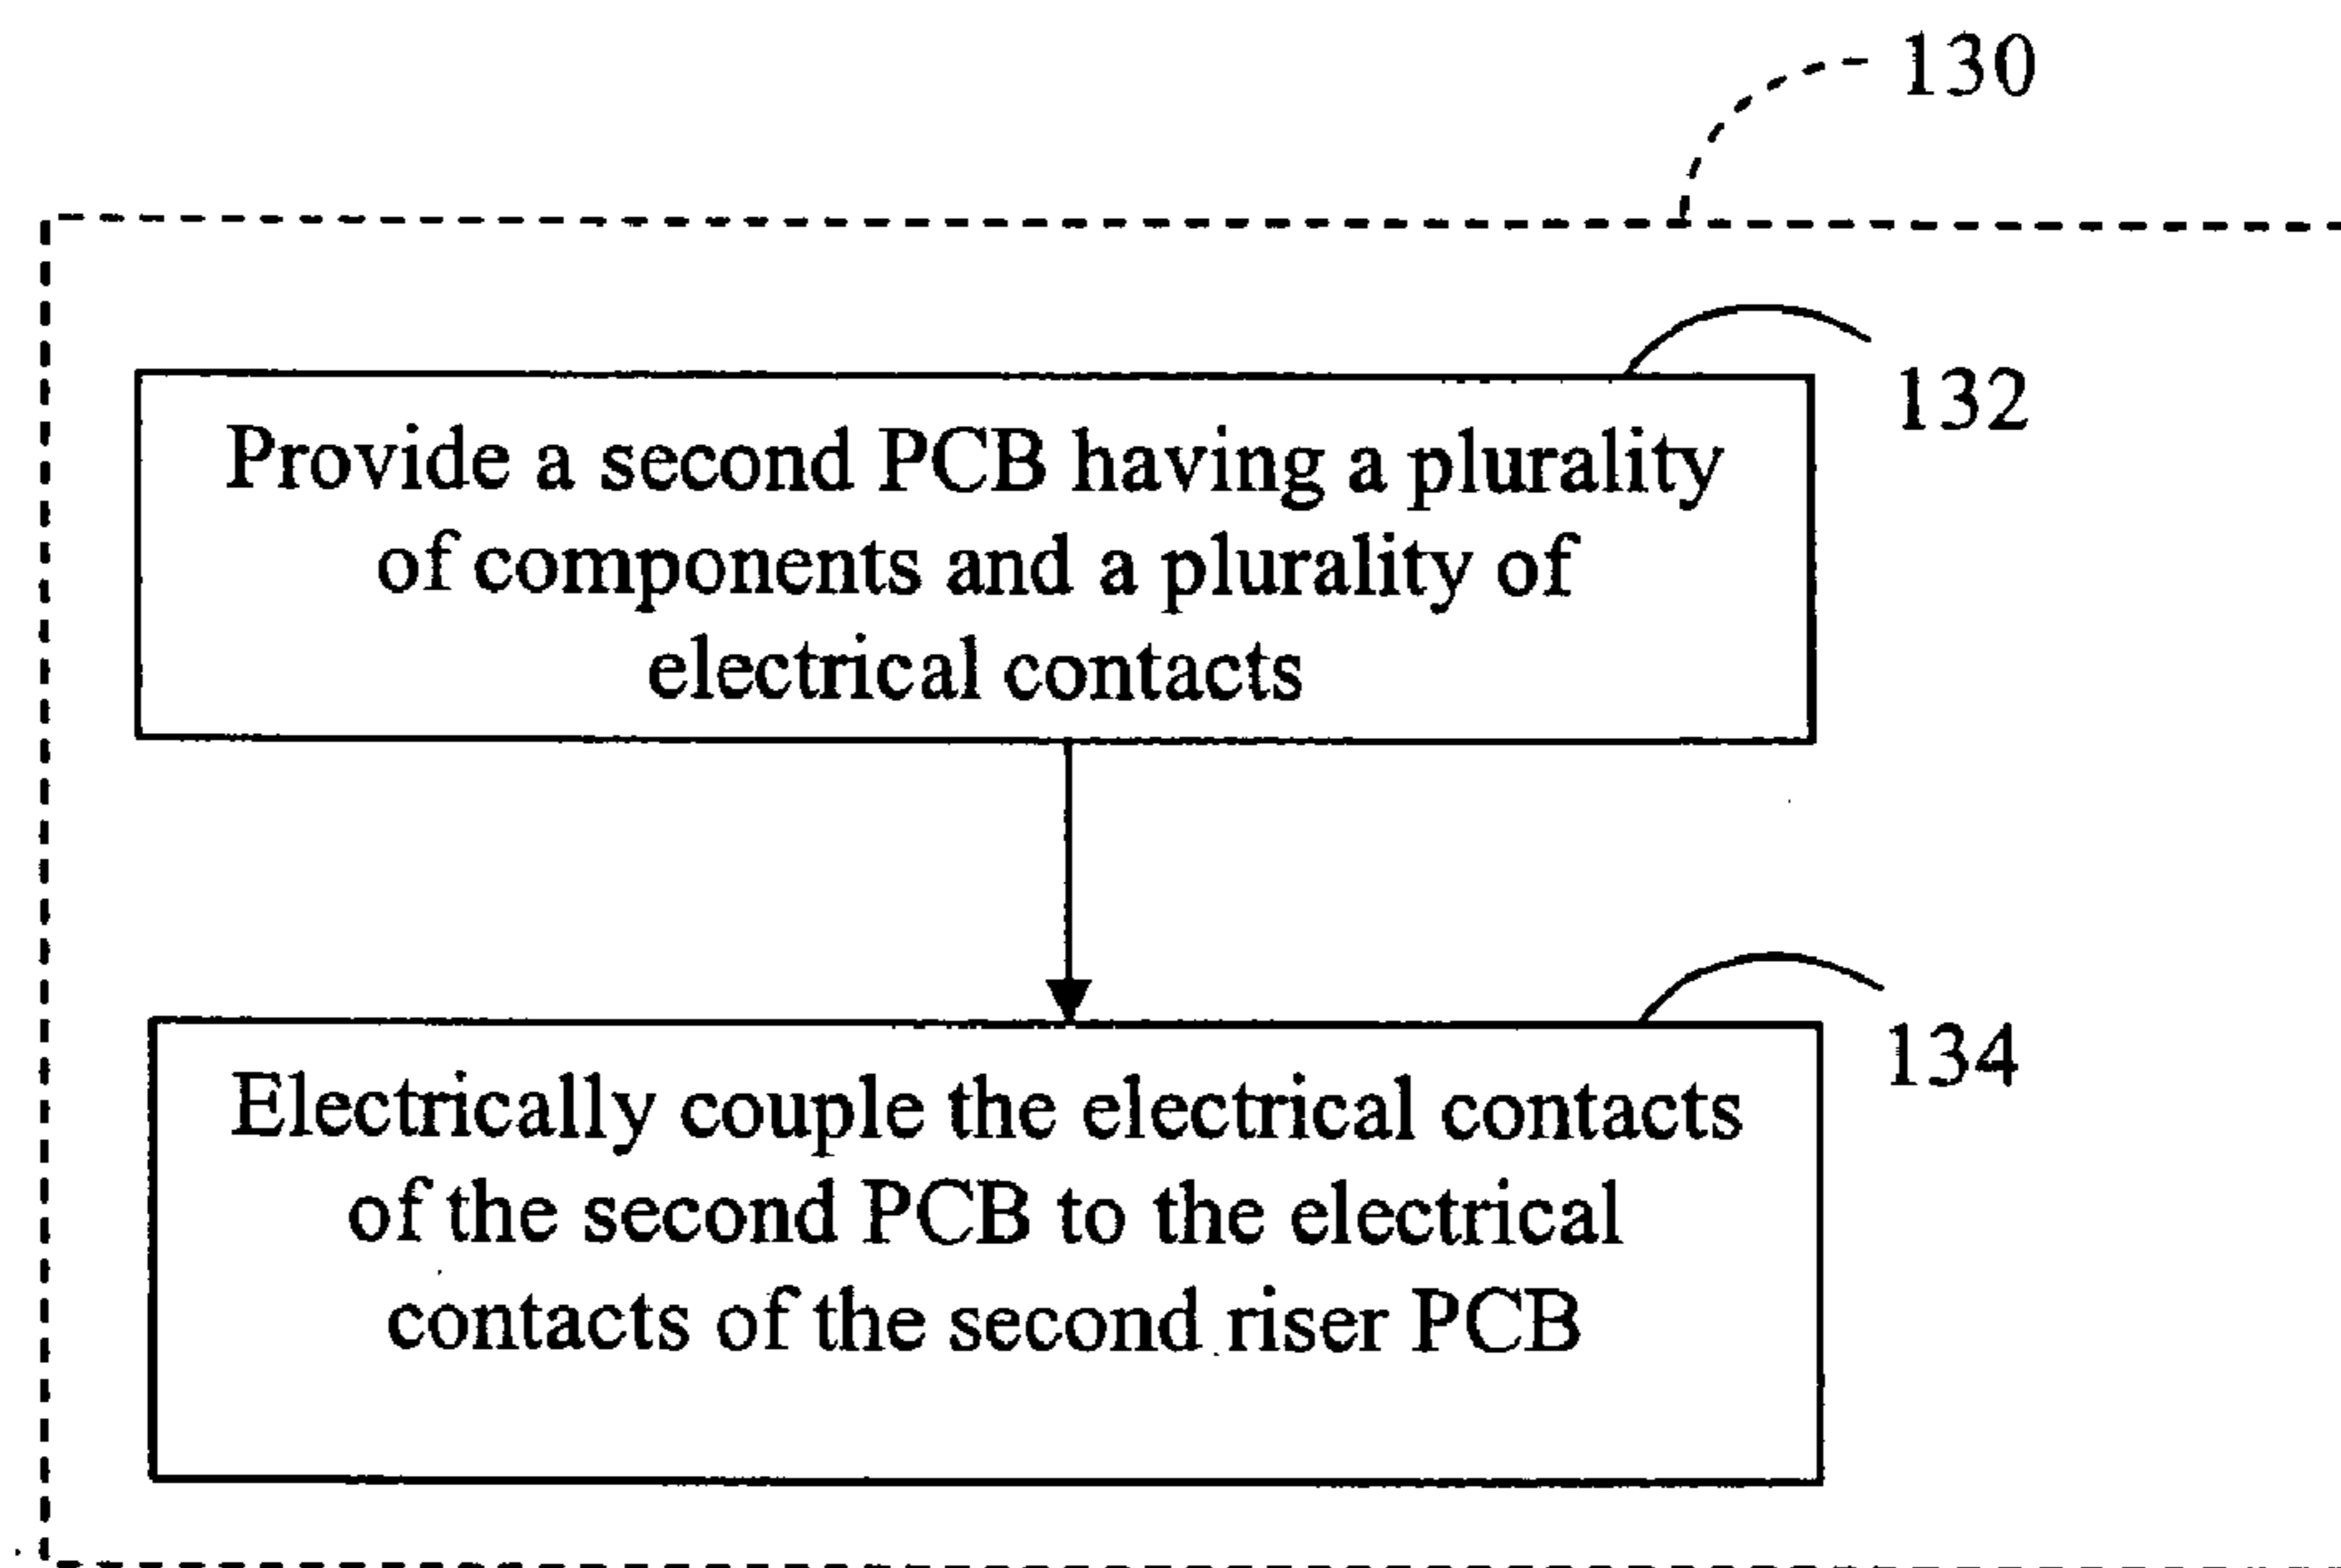 130
132
Provide a second PCB having a plurality
of components and a plurality of
electrical contacts
134
Electrically couple the electrical contacts
of the second PCB to the electrical
contacts of the second riser PCB